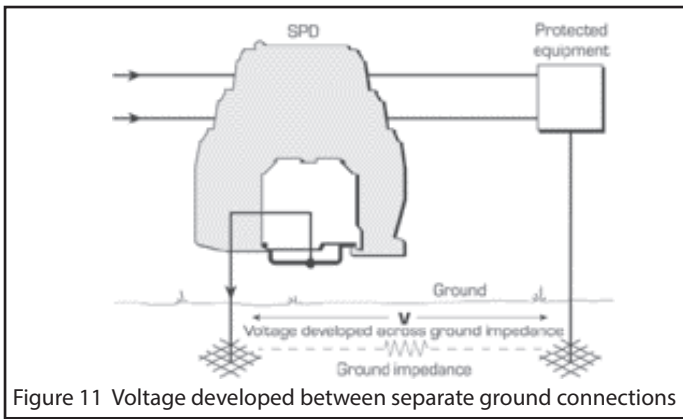 SPD
Protected
equipment
Ground
V
Voltage developed across ground impedance
Ground impedance
Figure 11 Voltage developed between separate ground connections